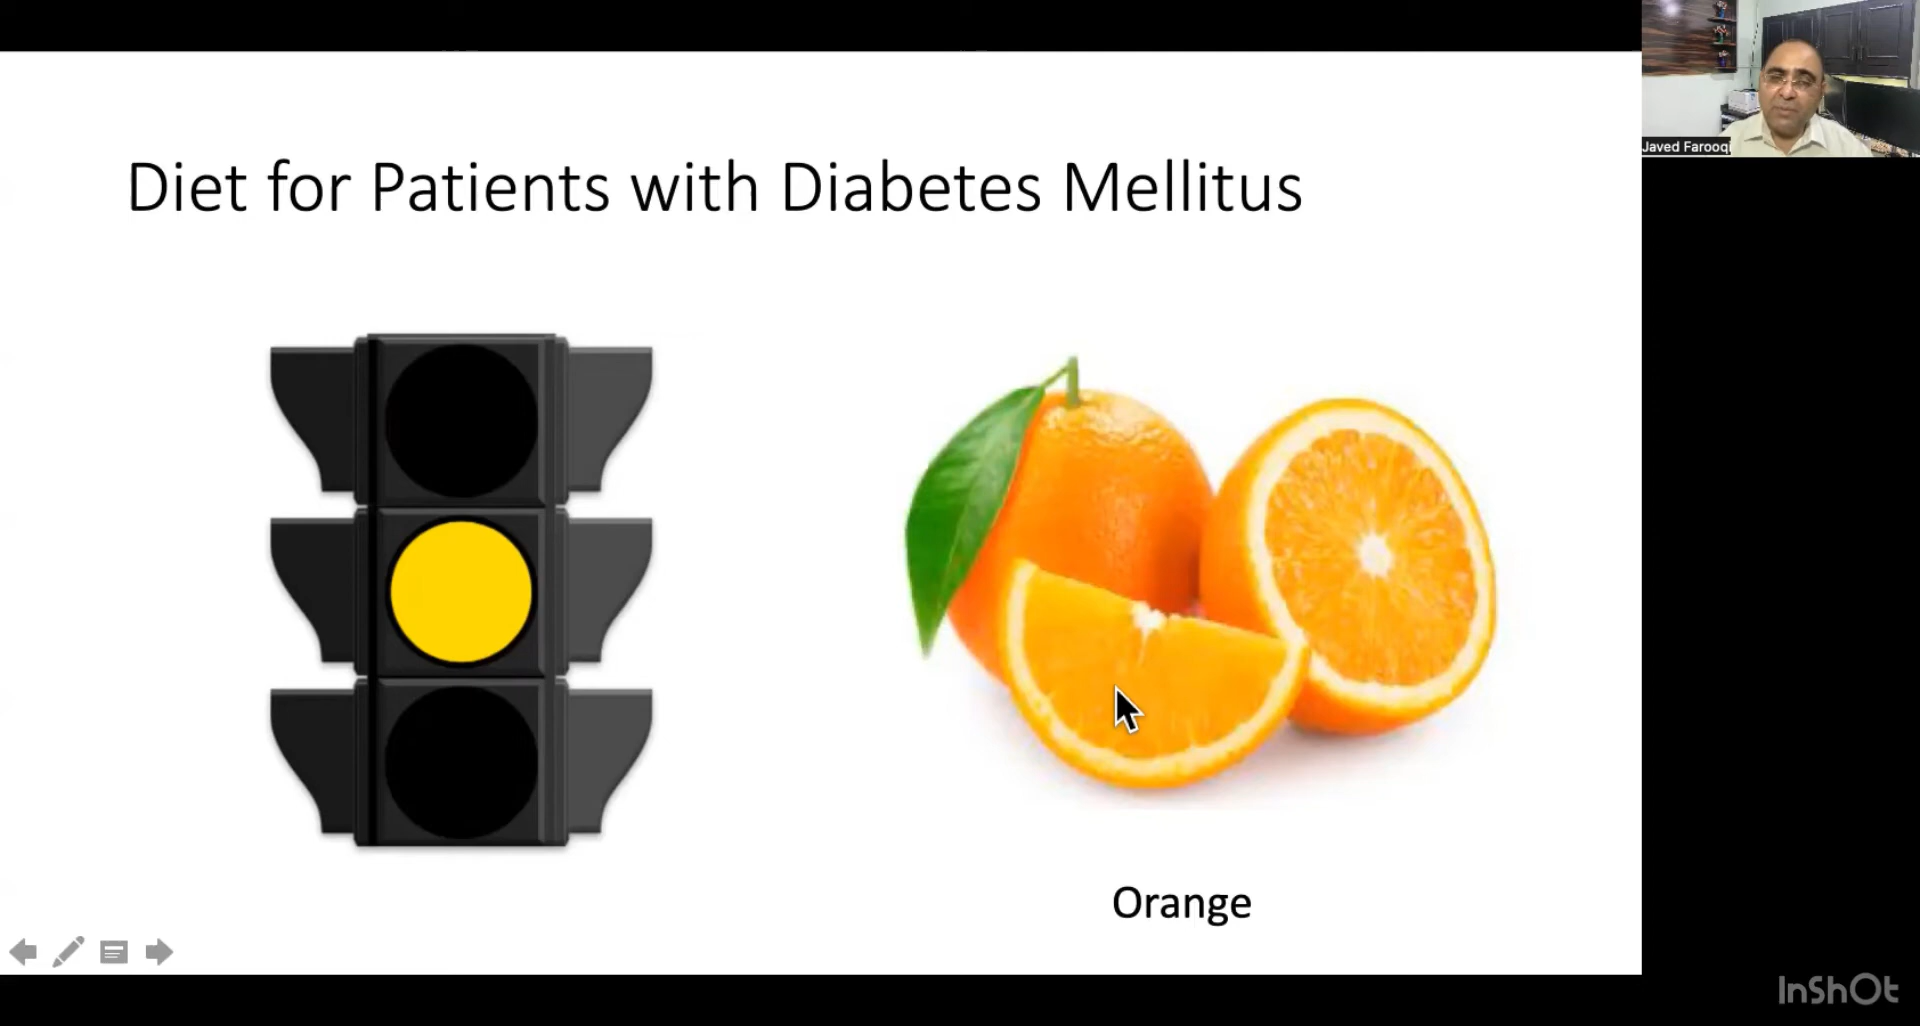 Diet for Patients with Diabetes Mellitus
Javed Farooqi
Orange
InShOt